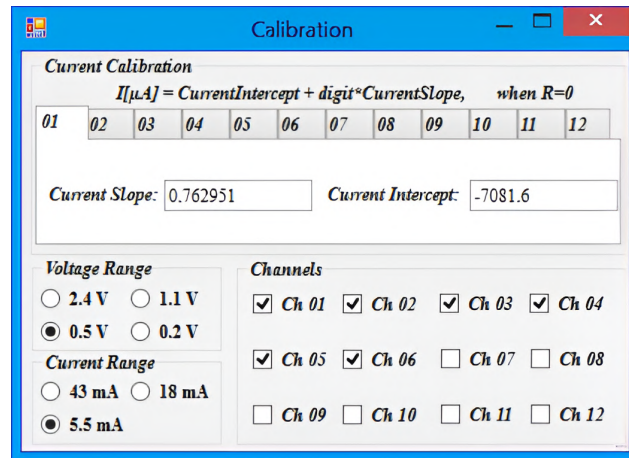 Calibration
Current Calibration
I[µA] = CurrentIntercept + digit*CurrentSlope, when R=0
01 02 03 04 05 06 07 08 09 10 11 12
Current Slope: 0.762951 Current Intercept: -7081.6
Voltage Range
2.4 V 1.1 V
0.5 V 0.2 V
Current Range
43 mA 18 mA
5.5 mA
Channels
Ch 01 Ch 02 Ch 03 Ch 04
Ch 05 Ch 06 Ch 07 Ch 08
Ch 09 Ch 10 Ch 11 Ch 12